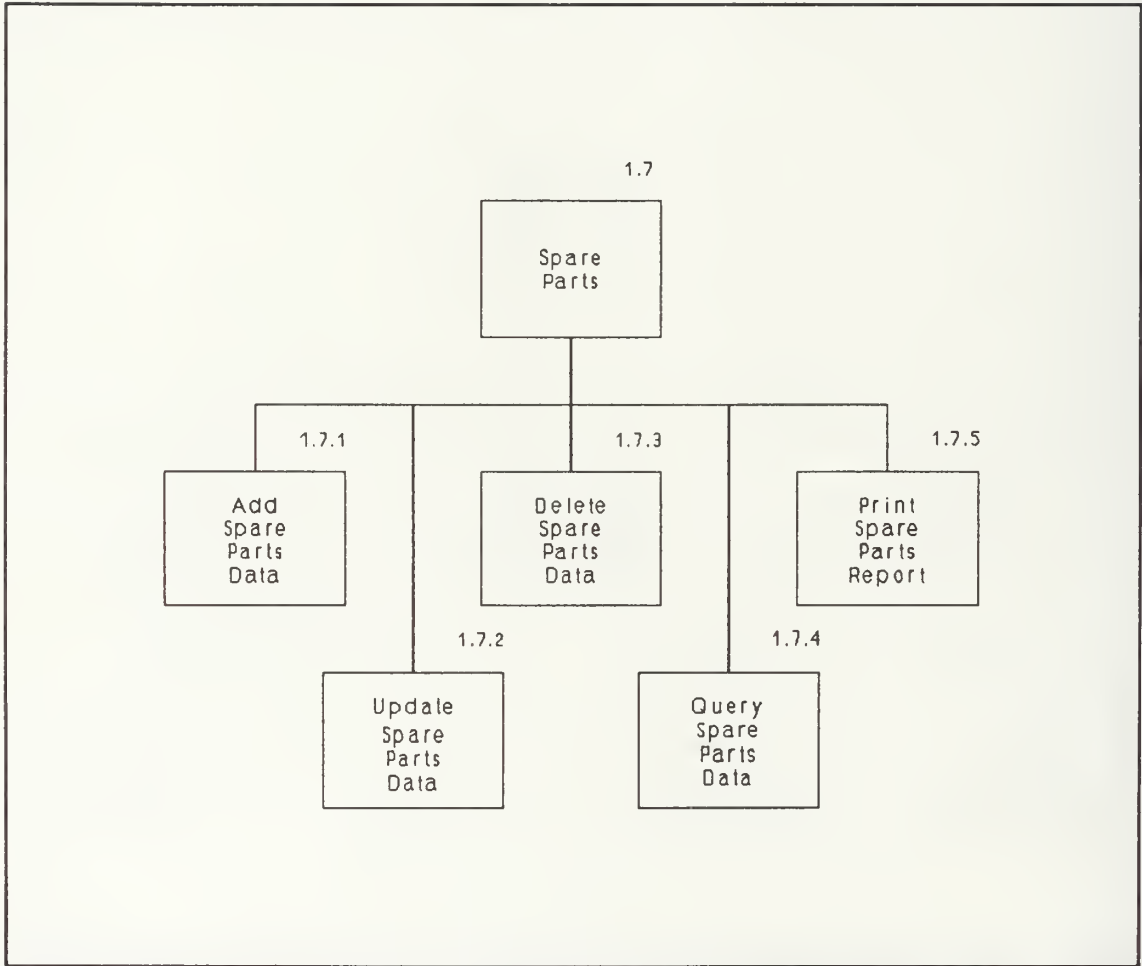 1.7
Spare
Parts
1.7.1
Add
Spare
Parts
Data
1.7.2
Update
Spare
Parts
Data
1.7.3
Delete
Spare
Parts
Data
1.7.4
Query
Spare
Parts
Data
1.7.5
Print
Spare
Parts
Report